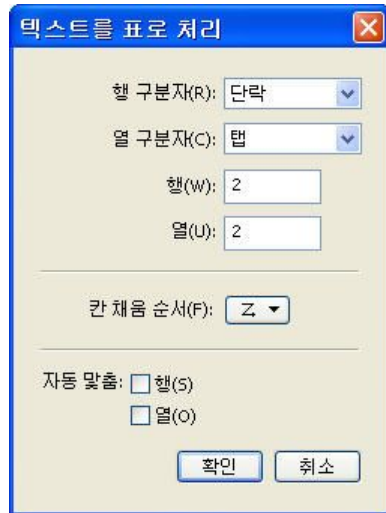 텍스트를 표로 처리
행 구분자(R): 단락
열 구분자(C): 탭
행(W): 2
열(U): 2
칸 채움 순서(F):
자동 맞춤: 행(S)
열(O)
확인 취소